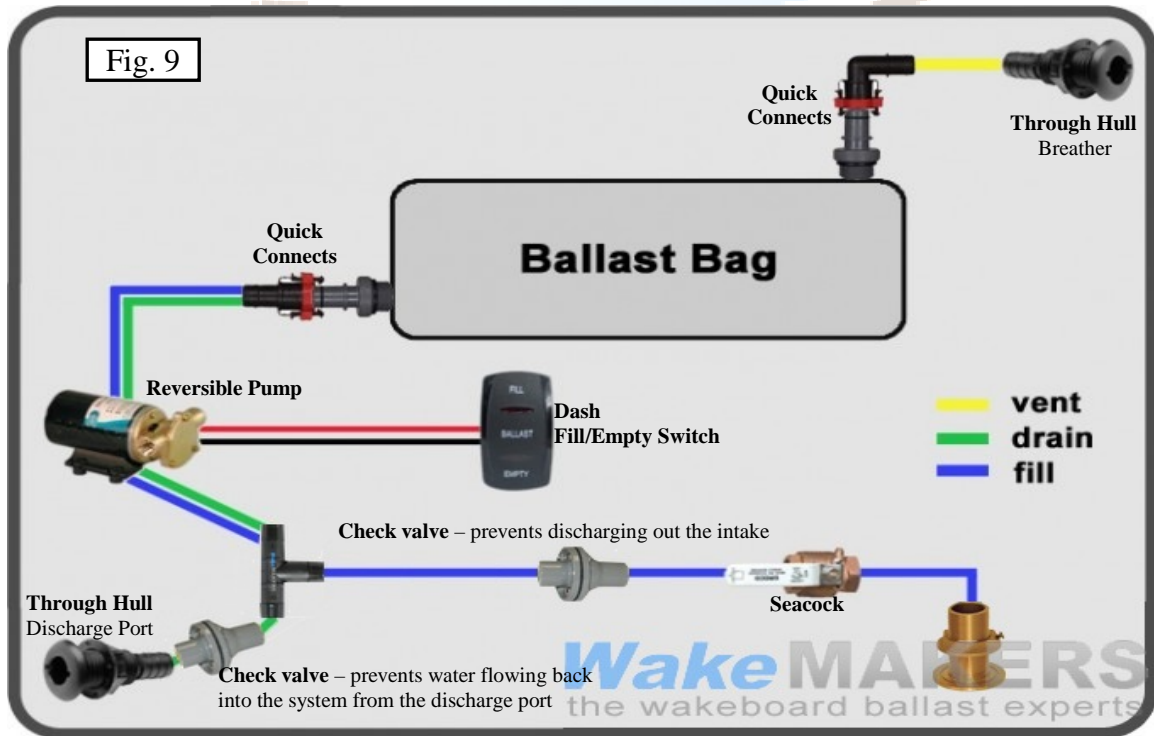 Fig. 9
Quick
Connects
Through Hull
Breather
Quick
Connects
Ballast Bag
Reversible Pump
FILL
BALLAST
EMPTY
Dash
Fill/Empty Switch
vent
drain
fill
Check valve – prevents discharging out the intake
Seacock
Through Hull
Discharge Port
Check valve – prevents water flowing back
into the system from the discharge port
WakeMAKERS
the wakeboard ballast experts